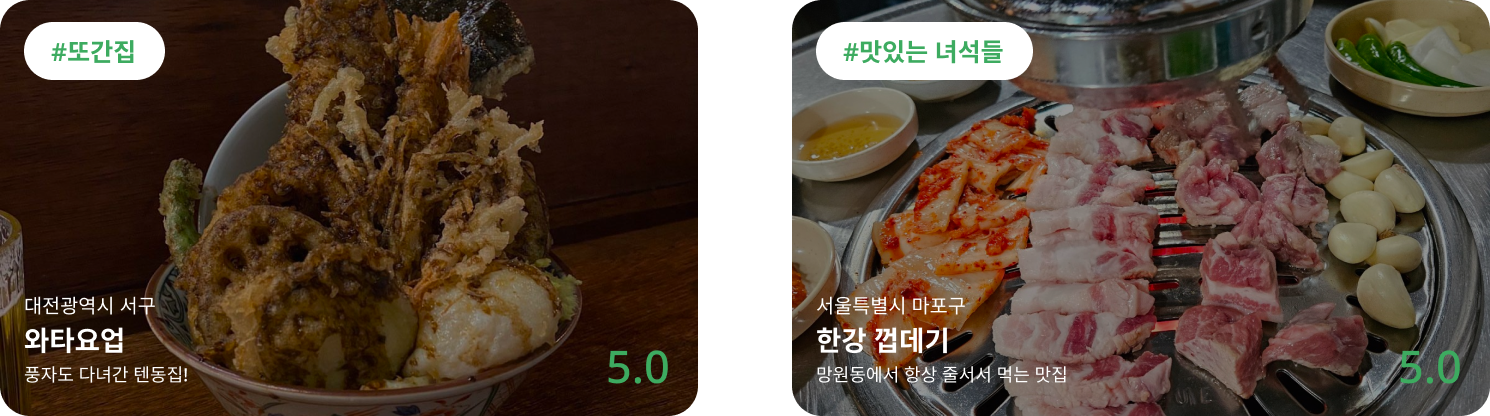 #또간집
대전광역시 서구
와타요업
풍자도 다녀간 텐동집!
5.0
#맛있는 녀석들
서울특별시 마포구
한강 껍데기
망원동에서 항상 줄서서 먹는 맛집
5.0